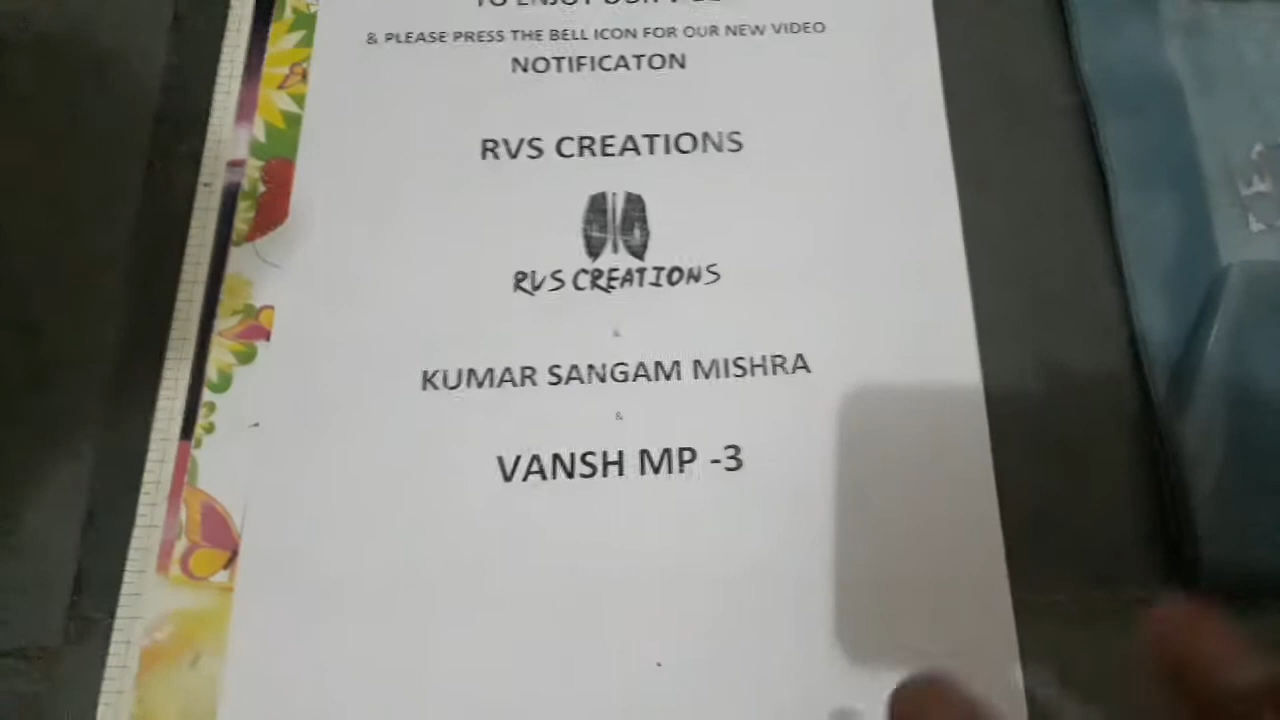 & PLEASE PRESS THE BELL ICON FOR OUR NEW VIDEO
NOTIFICATON
RVS CREATIONS
RVS CREATIONS
&
KUMAR SANGAM MISHRA
&
VANSH MP -3